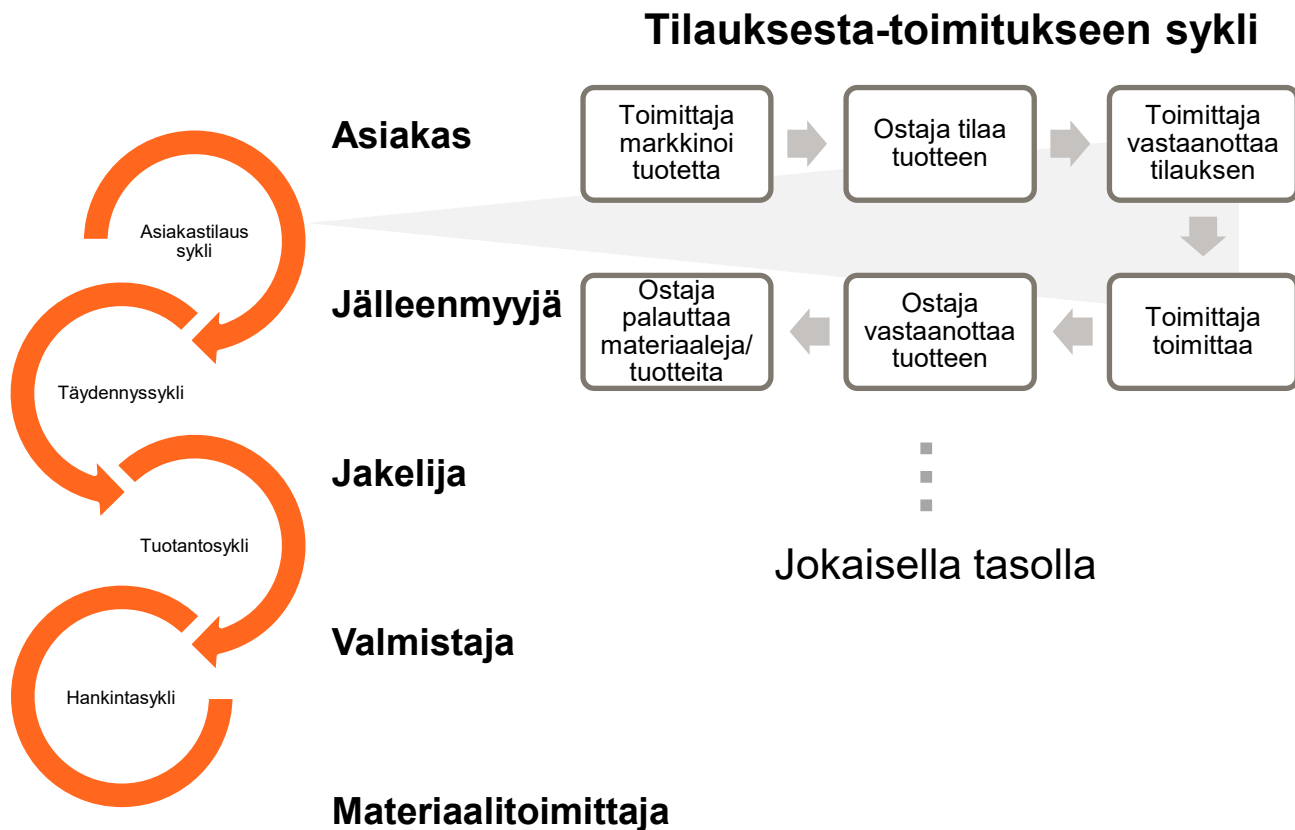 Tilauksesta-toimitukseen sykli
Asiakas
Jälleenmyyjä
Jakelija
Valmistaja
Materiaalitoimittaja
Asiakastilaus
sykli
Täydennyssykli
Tuotantosykli
Hankintasykli
Toimittaja
markkinoi
tuotetta
Ostaja tilaa
tuotteen
Toimittaja
vastaanottaa
tilauksen
Toimittaja
toimittaa
Ostaja
vastaanottaa
tuotteen
Ostaja
palauttaa
materiaaleja/
tuotteita
Jokaisella tasolla